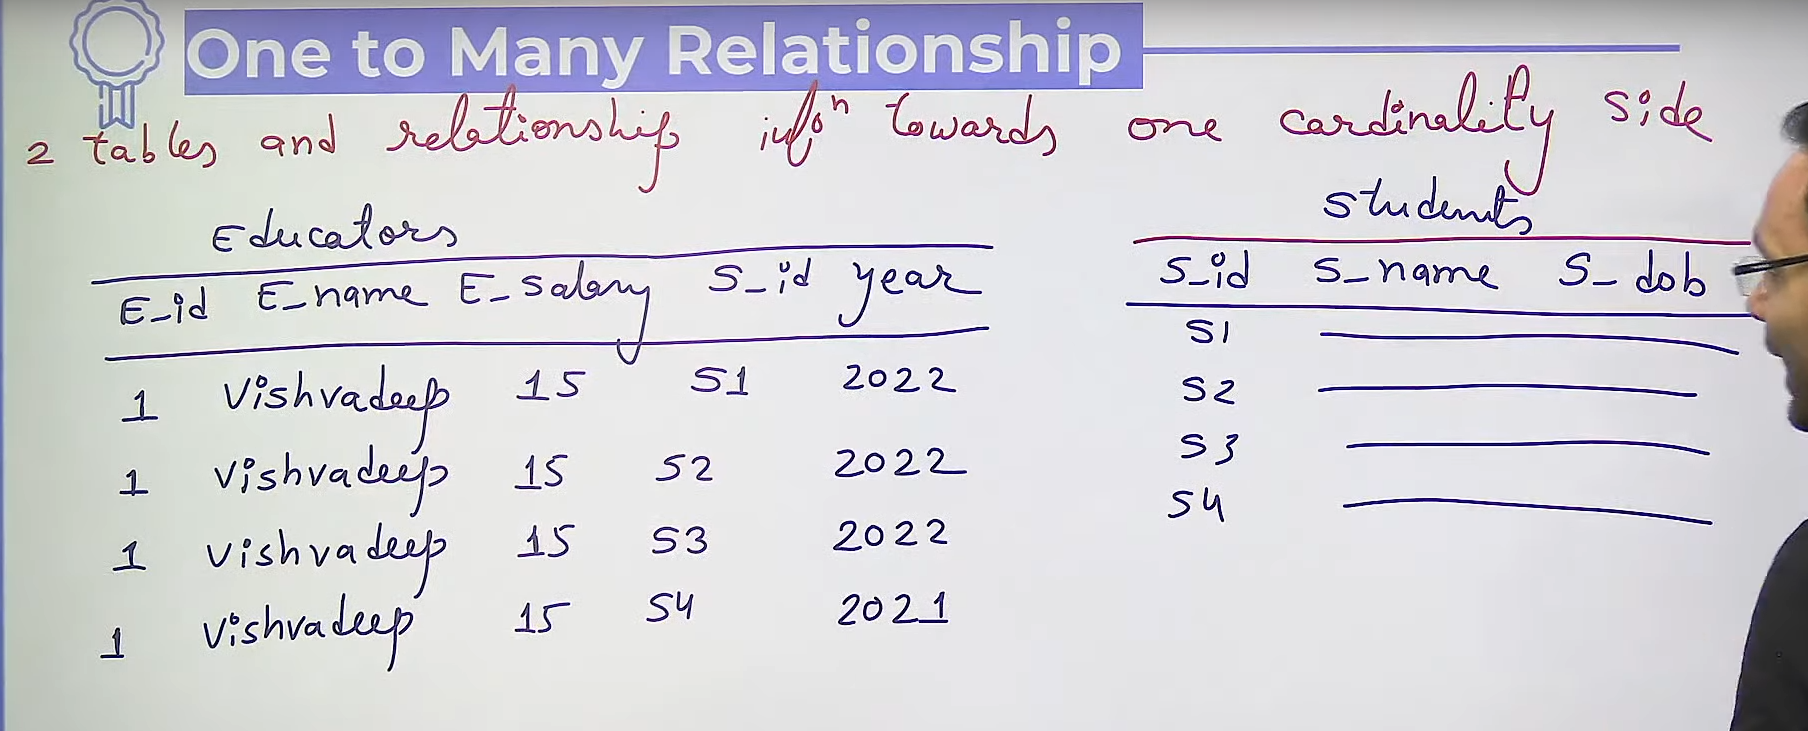 One to Many Relationship
2 tables and relationship infoⁿ towards one cardinality side
Educators
E_id E_name E_salary S_id year
1 Vishvadeep 15 S1 2022
1 Vishvadeep 15 S2 2022
1 Vishvadeep 15 S3 2022
1 Vishvadeep 15 S4 2021
Students
S_id S_name S_dob
S1
S2
S3
S4